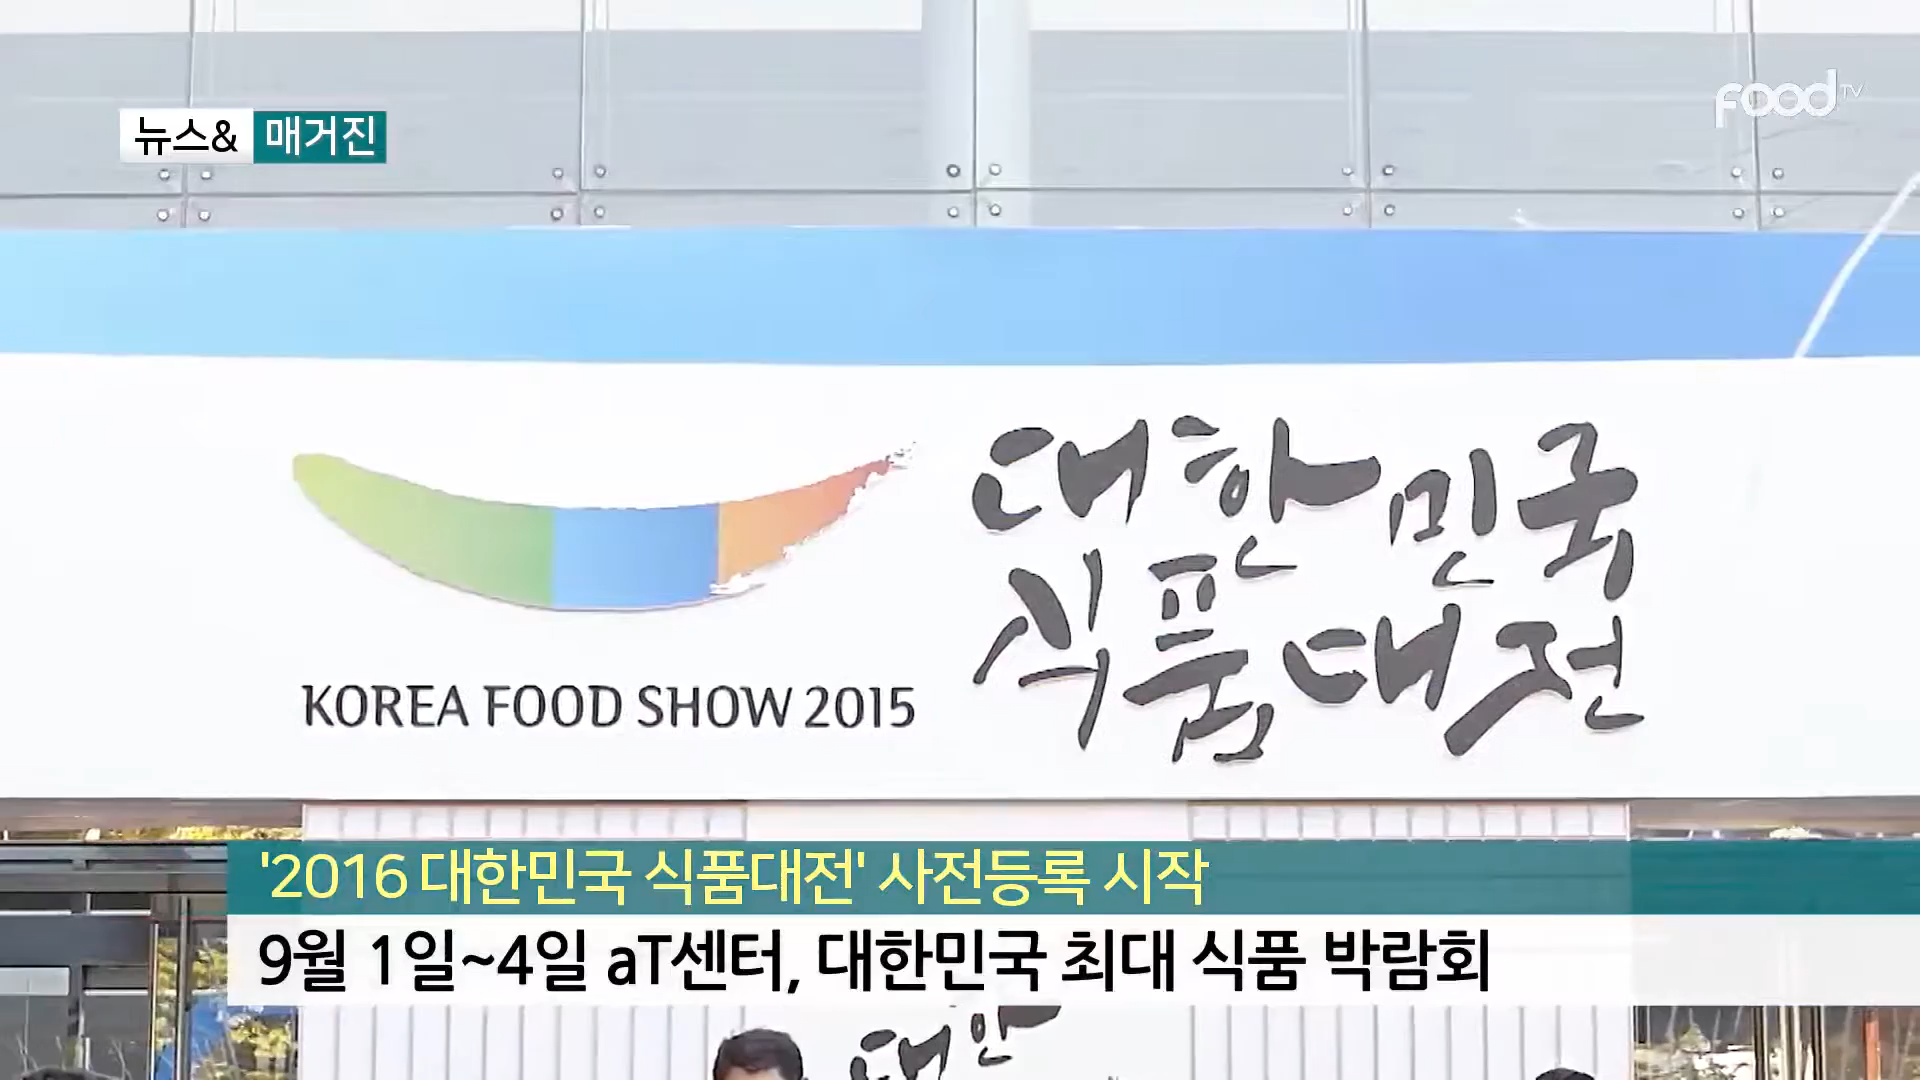 food TV
뉴스& 매거진
대한민국
식품대전
KOREA FOOD SHOW 2015
'2016 대한민국 식품대전' 사전등록 시작
9월 1일~4일 aT센터, 대한민국 최대 식품 박람회
대한